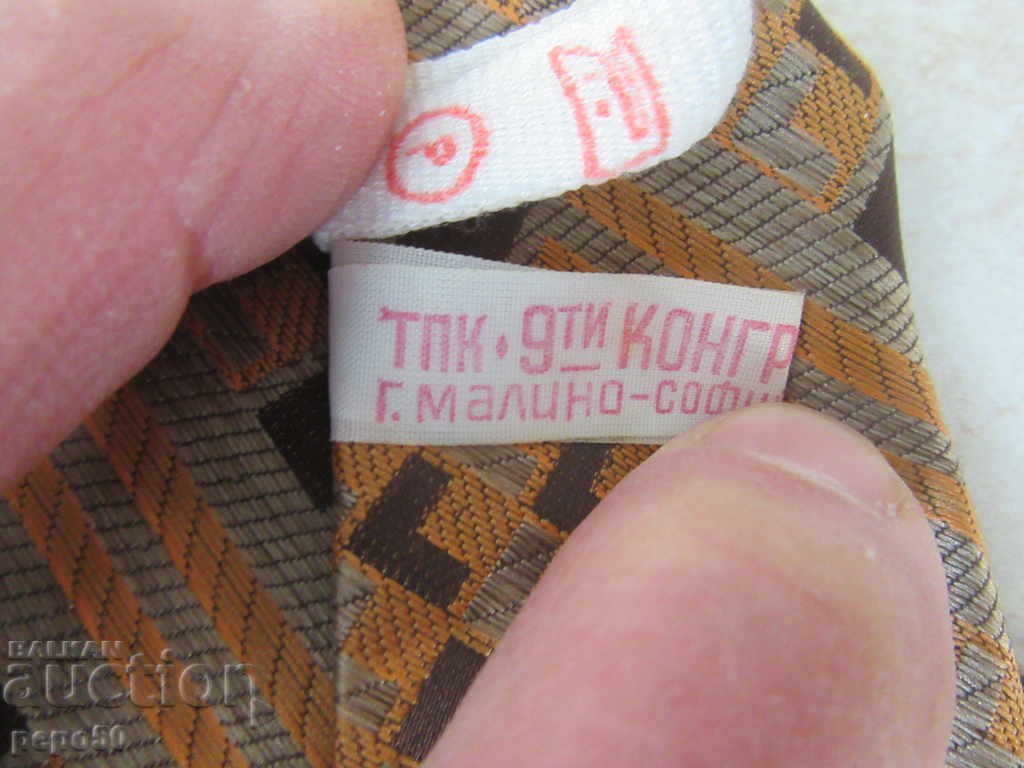 P
ТПК • 9ТИ КОНГР
Г. МАЛИНО-СОФИ
BALKAN
auction
pepo50